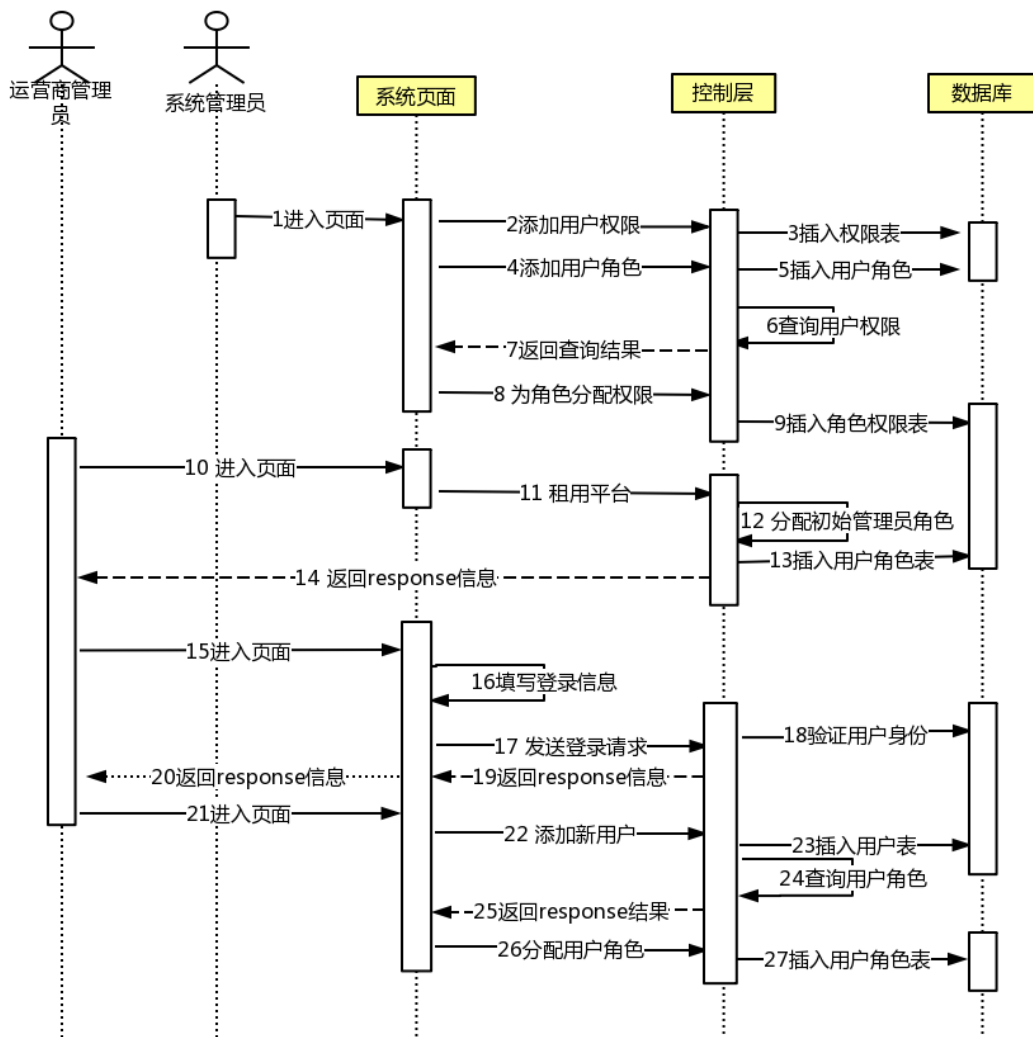 运营商管理
员
系统管理员
系统页面
控制层
数据库
1进入页面
2添加用户权限
3插入权限表
4添加用户角色
5插入用户角色
6查询用户权限
7返回查询结果
8 为角色分配权限
9插入角色权限表
10 进入页面
11 租用平台
12 分配初始管理员角色
13插入用户角色表
14 返回response信息
15进入页面
16填写登录信息
17 发送登录请求
18验证用户身份
19返回response信息
20返回response信息
21进入页面
22 添加新用户
23插入用户表
24查询用户角色
25返回response结果
26分配用户角色
27插入用户角色表